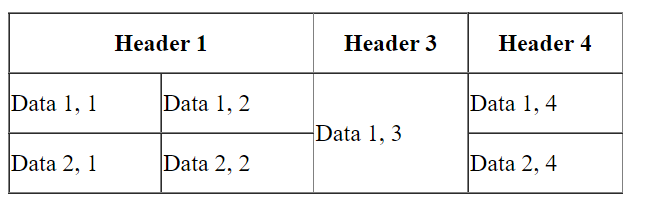 Header 1 Header 3 Header 4
Data 1, 1 Data 1, 2 Data 1, 3 Data 1, 4
Data 2, 1 Data 2, 2 Data 2, 4